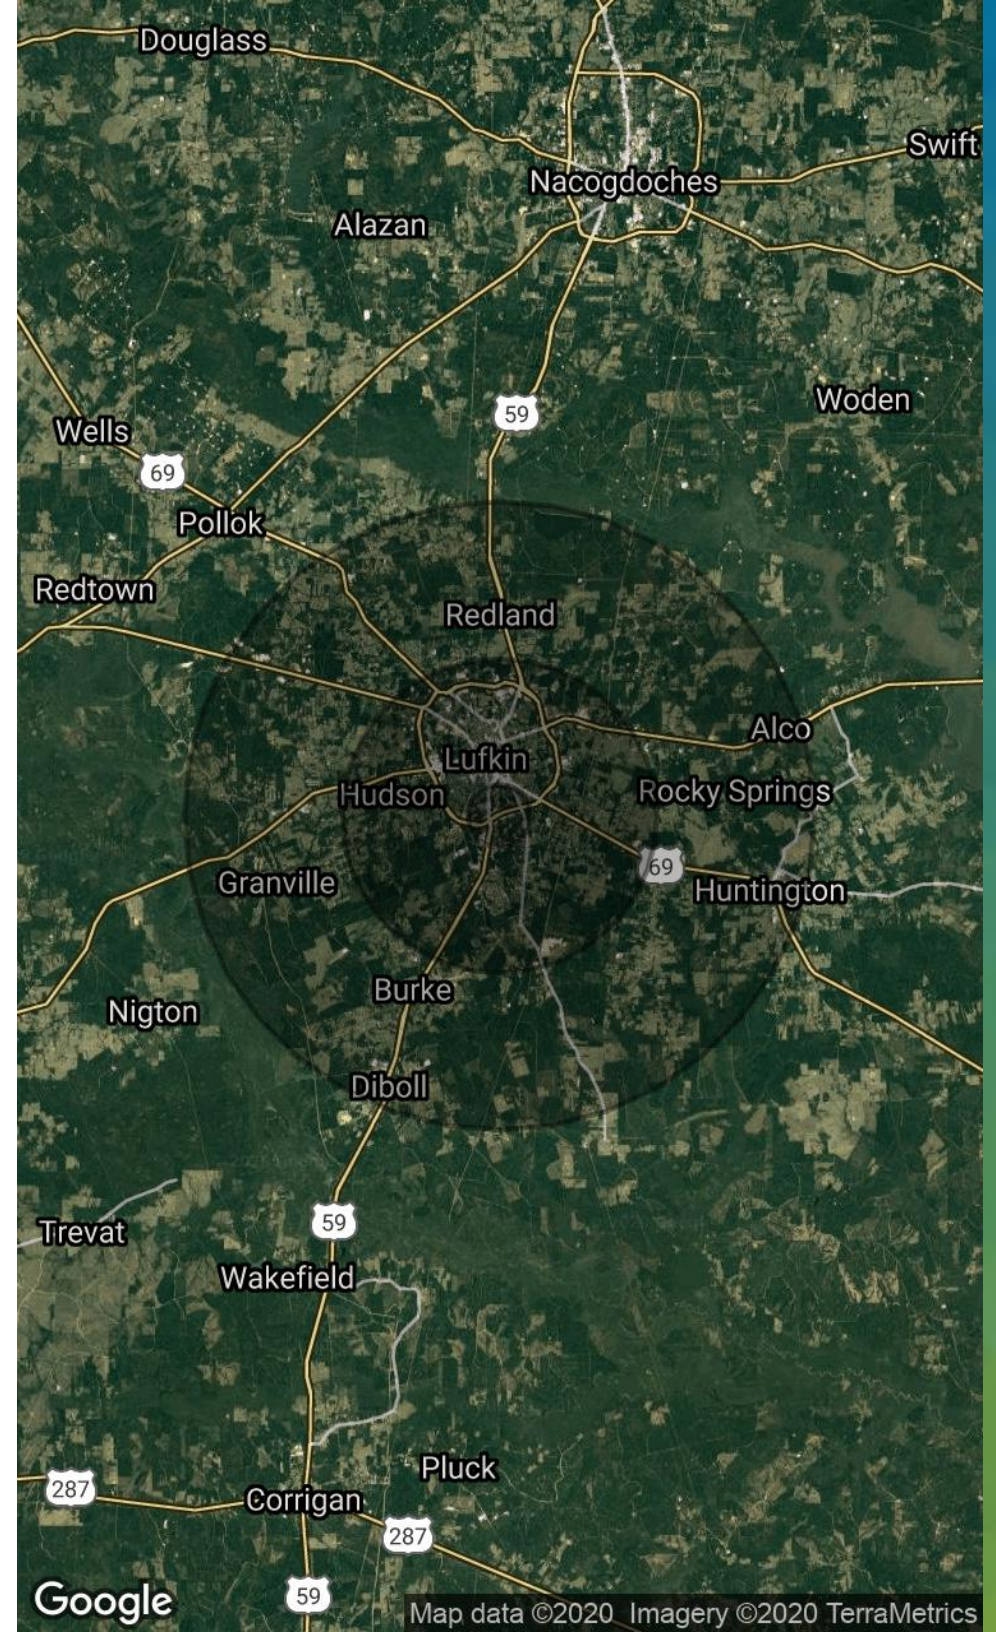 Douglass
Swift
Nacogdoches
Alazan
Woden
59
Wells
69
Pollok
Redtown
Redland
Alco
Lufkin
Rocky Springs
Hudson
69
Granville
Huntington
Burke
Nigton
Diboll
59
Trevat
Wakefield
Pluck
287
Corrigan
287
59
Google
Map data ©2020 Imagery ©2020 TerraMetrics